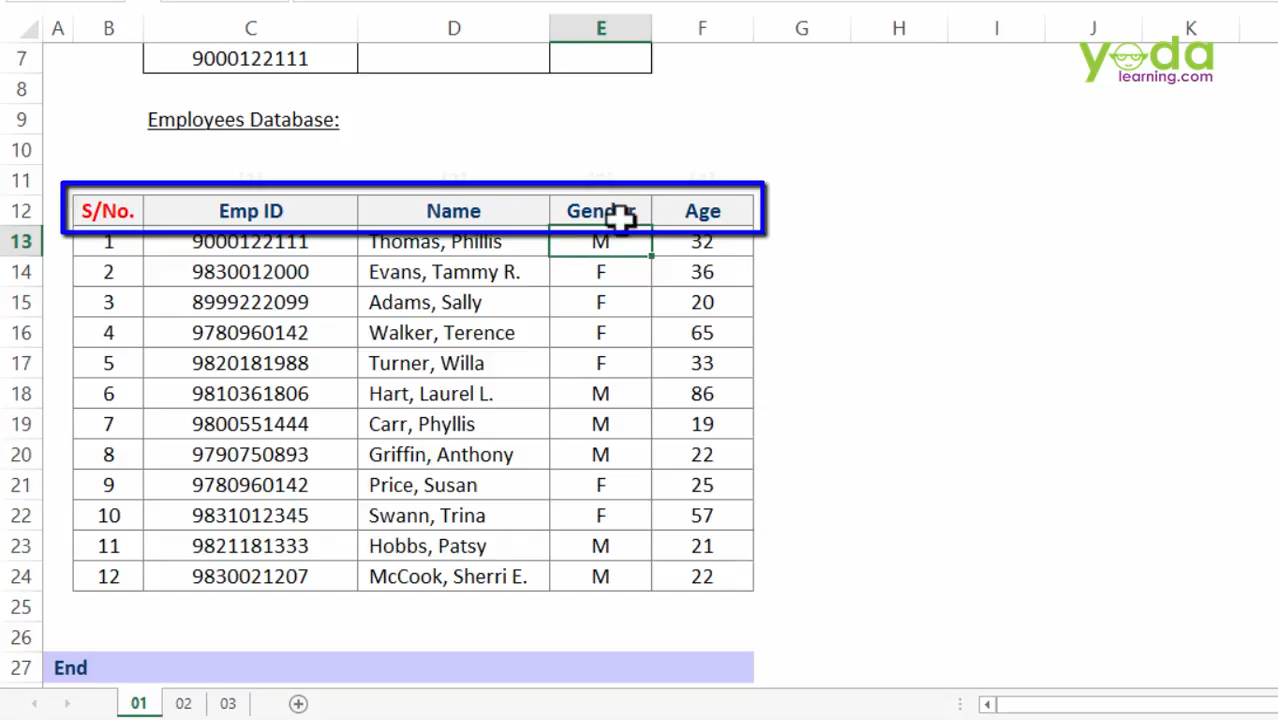 A B C D E F G H I J K
yoda
learning.com
7 9000122111
8
9 Employees Database:
10
11
12 S/No. Emp ID Name Gender Age
13 1 9000122111 Thomas, Phillis M 32
14 2 9830012000 Evans, Tammy R. F 36
15 3 8999222099 Adams, Sally F 20
16 4 9780960142 Walker, Terence F 65
17 5 9820181988 Turner, Willa F 33
18 6 9810361806 Hart, Laurel L. M 86
19 7 9800551444 Carr, Phyllis M 19
20 8 9790750893 Griffin, Anthony M 22
21 9 9780960142 Price, Susan F 25
22 10 9831012345 Swann, Trina F 57
23 11 9821181333 Hobbs, Patsy M 21
24 12 9830021207 McCook, Sherri E. M 22
25
26
27 End
01 02 03